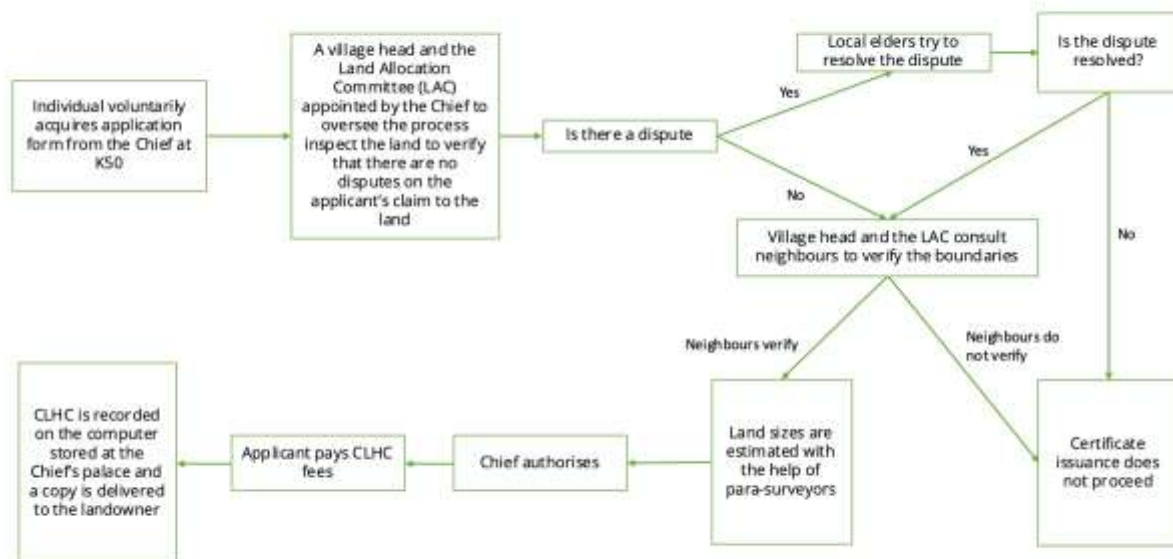 Individual voluntarily
acquires application
form from the Chief at
K50
A village head and the
Land Allocation
Committee (LAC)
appointed by the Chief to
oversee the process
inspect the land to verify
that there are no
disputes on the
applicant's claim to the
land
Is there a dispute
Yes
No
Local elders try to
resolve the dispute
Is the dispute
resolved?
Yes
No
Village head and the LAC consult
neighbours to verify the boundaries
Neighbours verify
Neighbours do
not verify
Land sizes are
estimated with
the help of
para-surveyors
Certificate
issuance does
not proceed
Chief authorises
Applicant pays CLHC
fees
CLHC is recorded
on the computer
stored at the
Chief's palace and
a copy is delivered
to the landowner